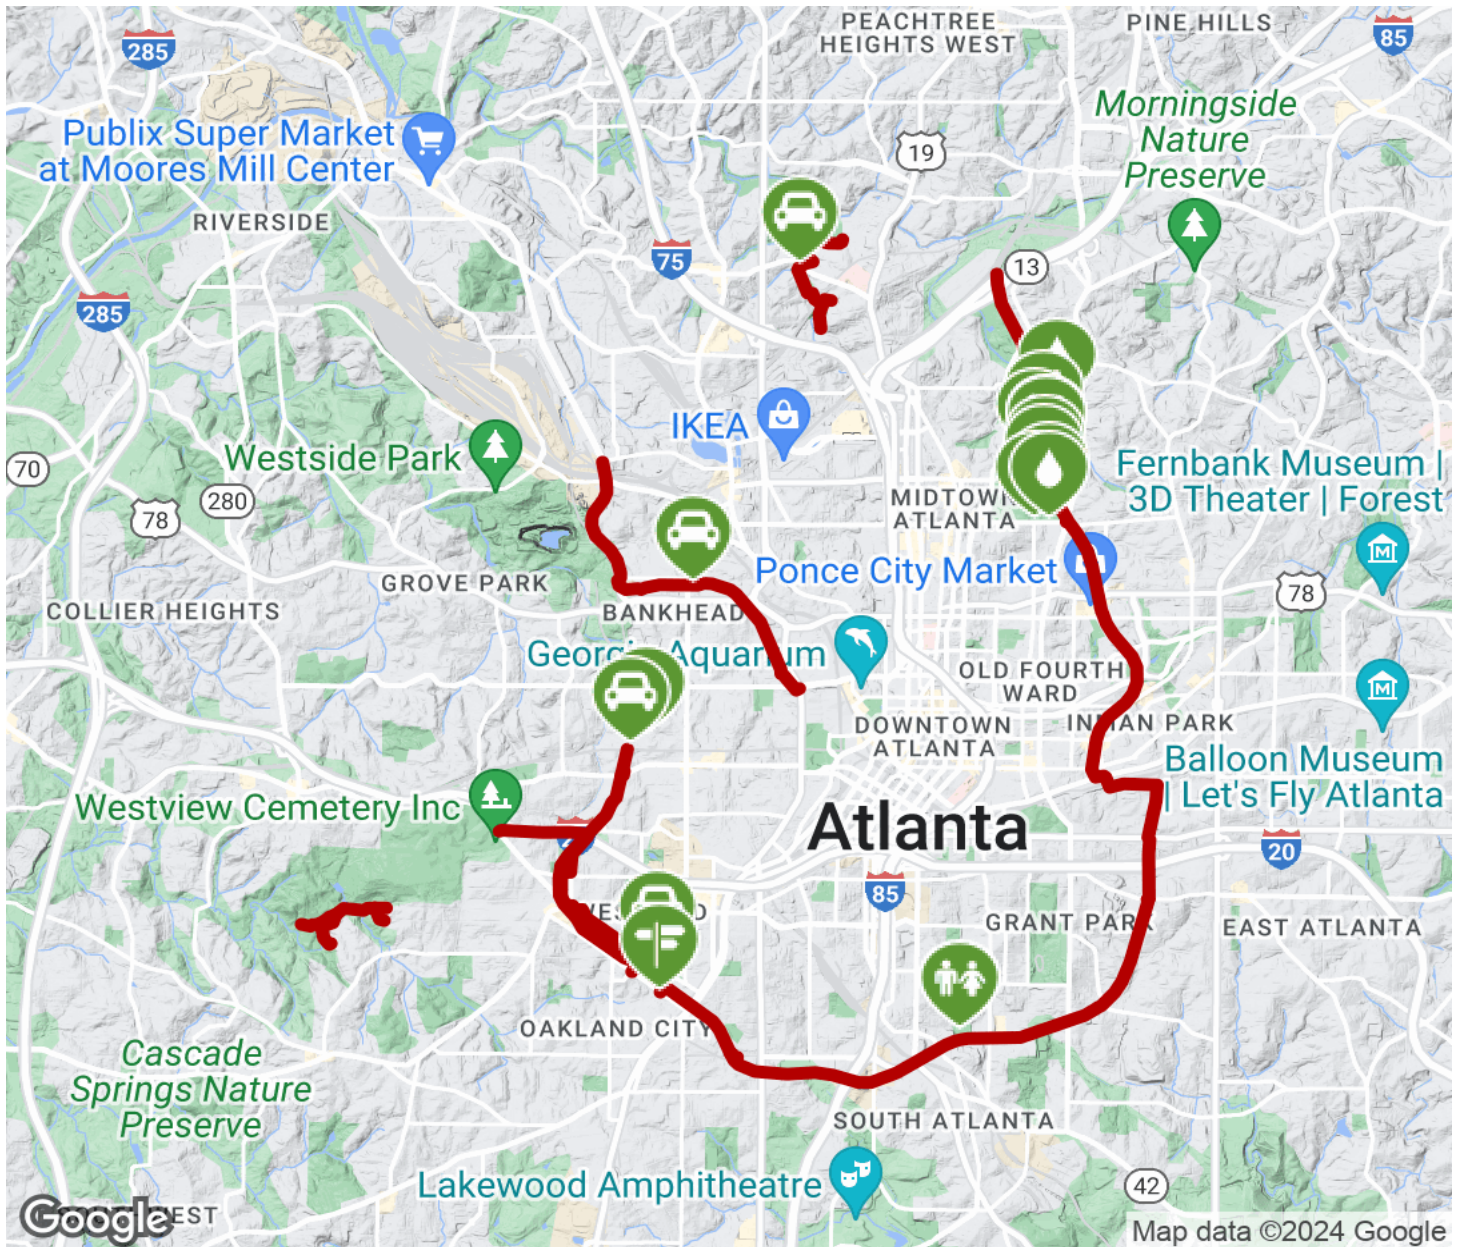 PEACHTREE
HEIGHTS WEST
PINE HILLS
285
85
Morningside
Nature
Preserve
Publix Super Market
at Moores Mill Center
19
RIVERSIDE
75
13
285
IKEA
Westside Park
70
280
78
MIDTOWN
ATLANTA
Fernbank Museum |
3D Theater | Forest
Ponce City Market
GROVE PARK
COLLIER HEIGHTS
BANKHEAD
78
Georgia Aquarium
OLD FOURTH
WARD
INMAN PARK
DOWNTOWN
ATLANTA
Balloon Museum
| Let's Fly Atlanta
Westview Cemetery Inc
Atlanta
20
85
GRANT PARK
EAST ATLANTA
OAKLAND CITY
Cascade
Springs Nature
Preserve
SOUTH ATLANTA
Lakewood Amphitheatre
42
Google
Map data ©2024 Google